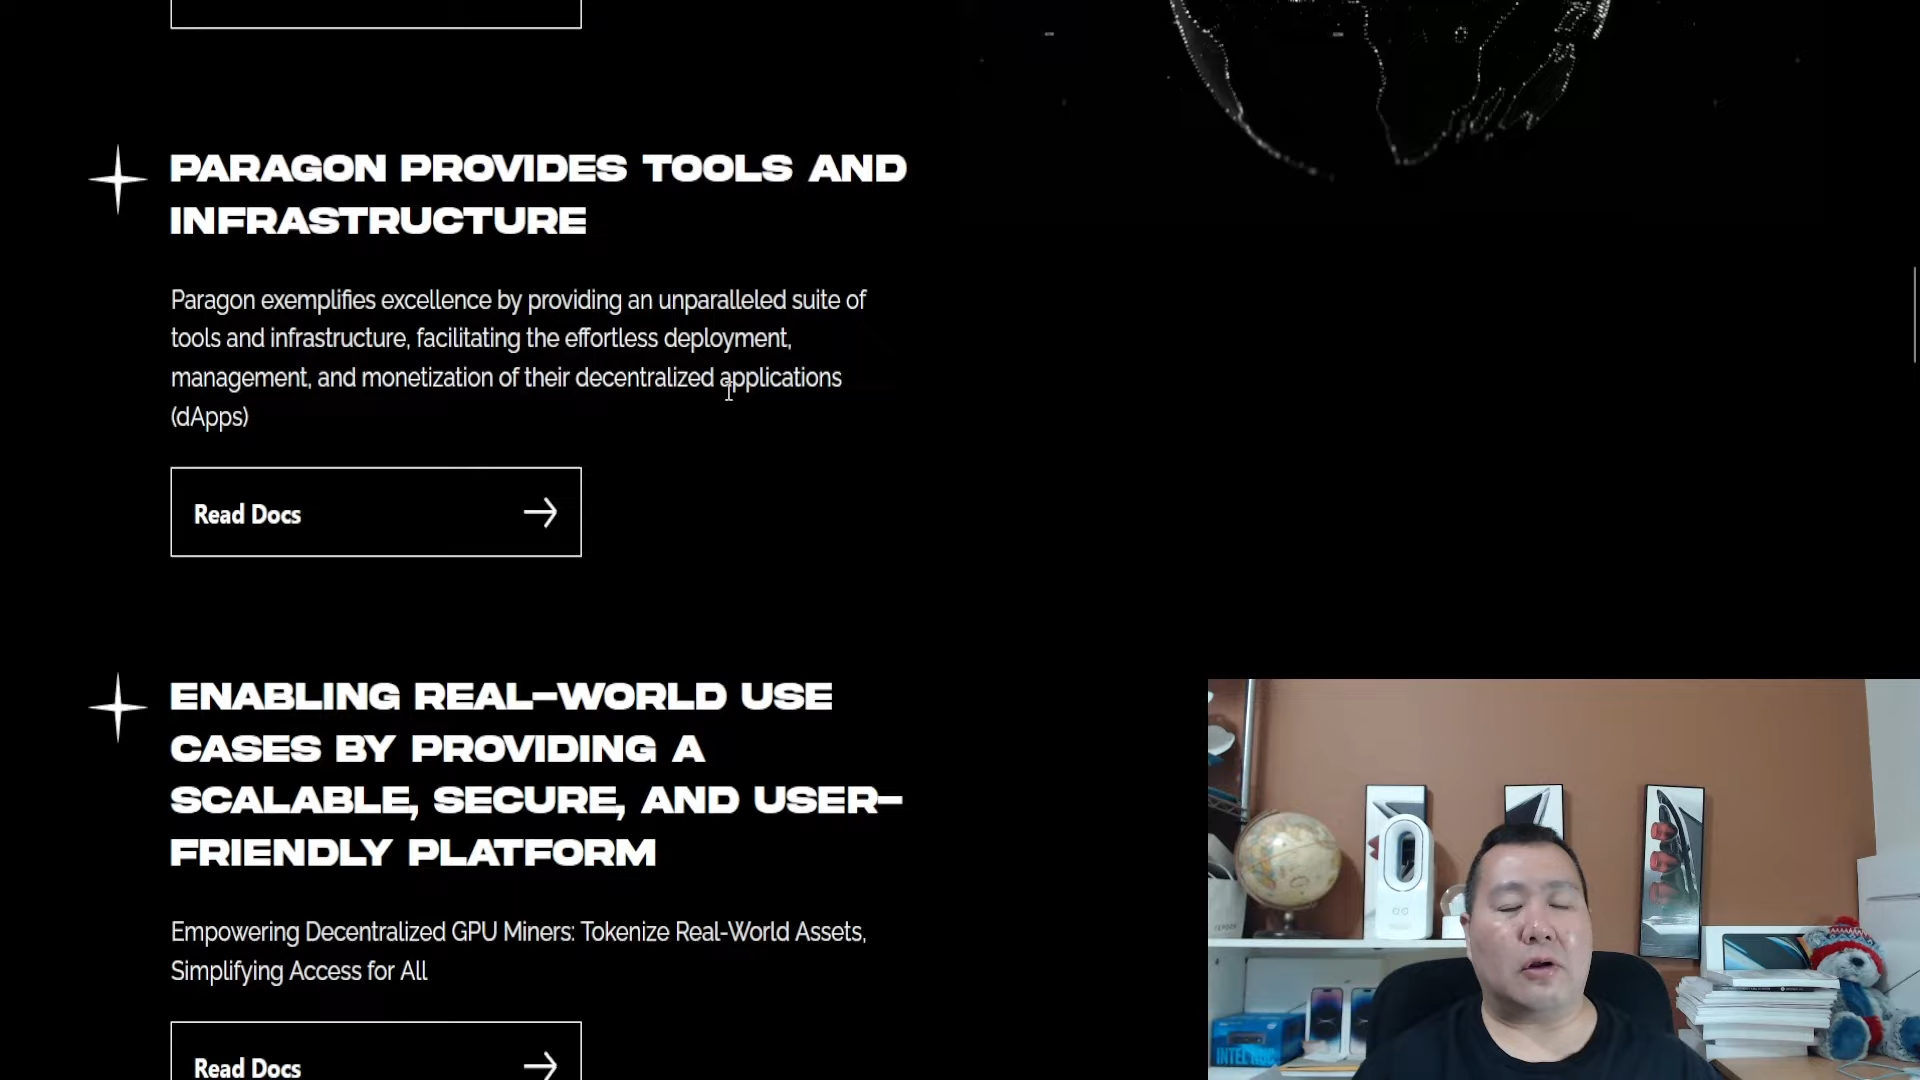 PARAGON PROVIDES TOOLS AND
INFRASTRUCTURE
Paragon exemplifies excellence by providing an unparalleled suite of
tools and infrastructure, facilitating the effortless deployment,
management, and monetization of their decentralized applications
(dApps)
Read Docs
ENABLING REAL-WORLD USE
CASES BY PROVIDING A
SCALABLE, SECURE, AND USER-
FRIENDLY PLATFORM
Empowering Decentralized GPU Miners: Tokenize Real-World Assets,
Simplifying Access for All
Read Docs
INTEL NUC